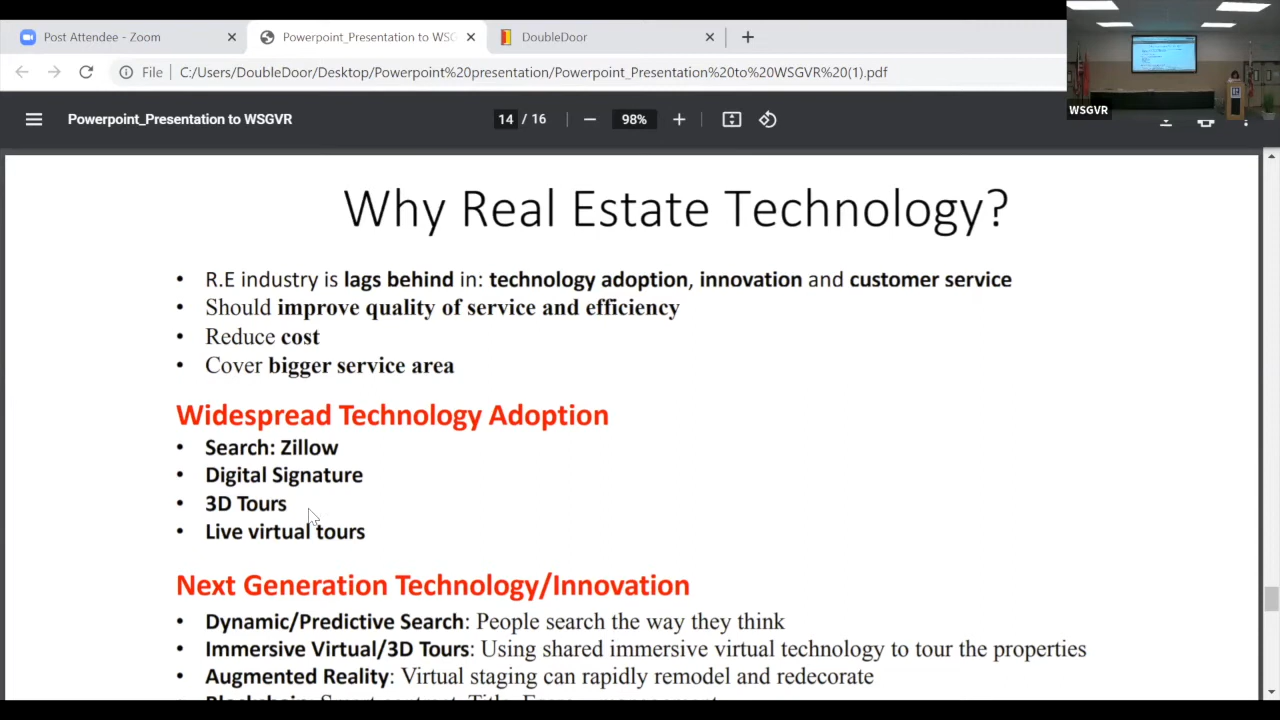 Post Attendee - Zoom
Powerpoint_Presentation to WSG
DoubleDoor
File
C:/Users/DoubleDoor/Desktop/Powerpoint%20presentation/Powerpoint_Presentation%20to%20WSGVR%20(1).pdf
WSGVR
Powerpoint_Presentation to WSGVR
14 / 16
98%
Why Real Estate Technology?
• R.E industry is lags behind in: technology adoption, innovation and customer service
• Should improve quality of service and efficiency
• Reduce cost
• Cover bigger service area
Widespread Technology Adoption
• Search: Zillow
• Digital Signature
• 3D Tours
• Live virtual tours
Next Generation Technology/Innovation
• Dynamic/Predictive Search: People search the way they think
• Immersive Virtual/3D Tours: Using shared immersive virtual technology to tour the properties
• Augmented Reality: Virtual staging can rapidly remodel and redecorate
• Blockchain: Smart contract, Title,